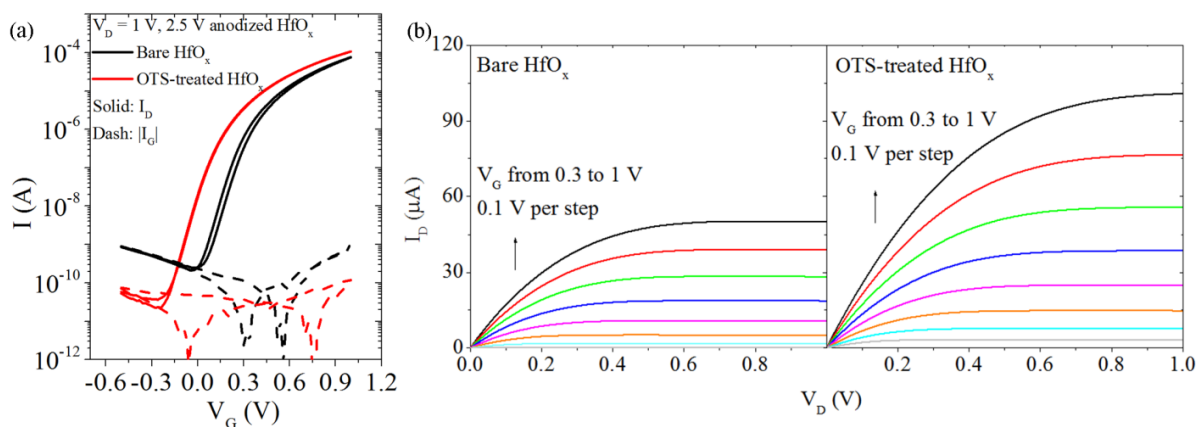 (a)
V_D = 1 V, 2.5 V anodized HfO_x
Bare HfO_x
OTS-treated HfO_x
Solid: I_D
Dash: |I_G|
10^-4
10^-6
10^-8
10^-10
10^-12
I (A)
-0.6 -0.3 0.0 0.3 0.6 0.9 1.2
V_G (V)
(b)
120
90
60
30
0
I_D (μA)
Bare HfO_x
V_G from 0.3 to 1 V
0.1 V per step
OTS-treated HfO_x
V_G from 0.3 to 1 V
0.1 V per step
0.0 0.2 0.4 0.6 0.8 0.2 0.4 0.6 0.8 1.0
V_D (V)